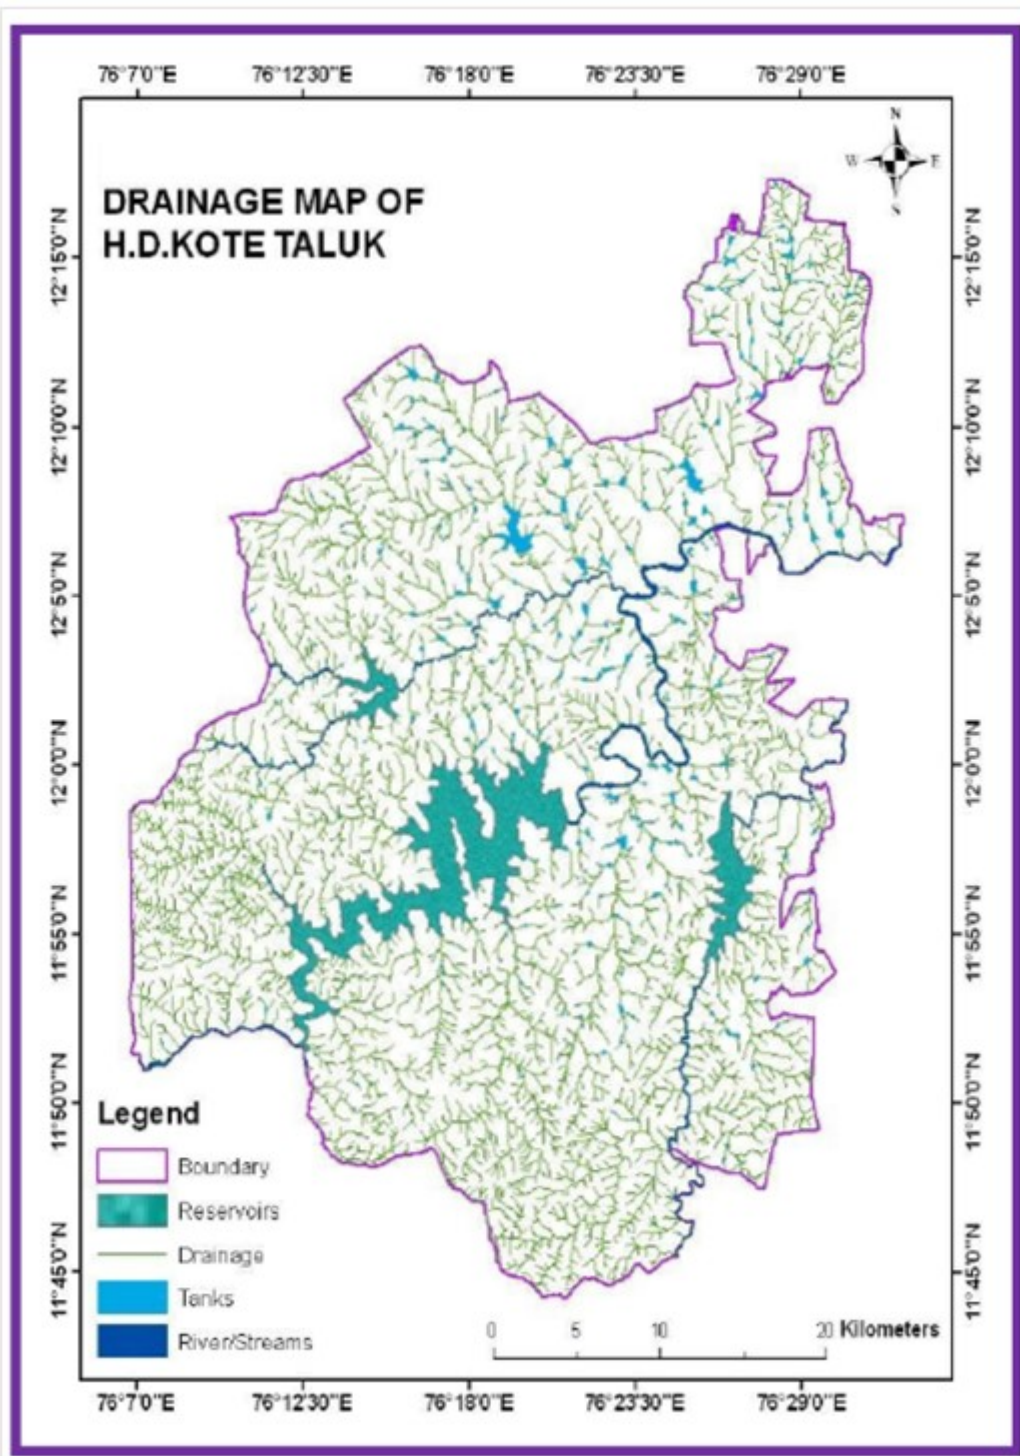 76°7'0"E 76°12'30"E 76°18'0"E 76°23'30"E 76°29'0"E
N
W E
S
DRAINAGE MAP OF
H.D.KOTE TALUK
12°15'0"N 12°15'0"N
12°10'0"N 12°10'0"N
12°5'0"N 12°5'0"N
12°0'0"N 12°0'0"N
11°55'0"N 11°55'0"N
11°50'0"N 11°50'0"N
11°45'0"N 11°45'0"N
Legend
Boundary
Reservoirs
Drainage
Tanks
River/Streams
0 5 10 20 Kilometers
76°7'0"E 76°12'30"E 76°18'0"E 76°23'30"E 76°29'0"E